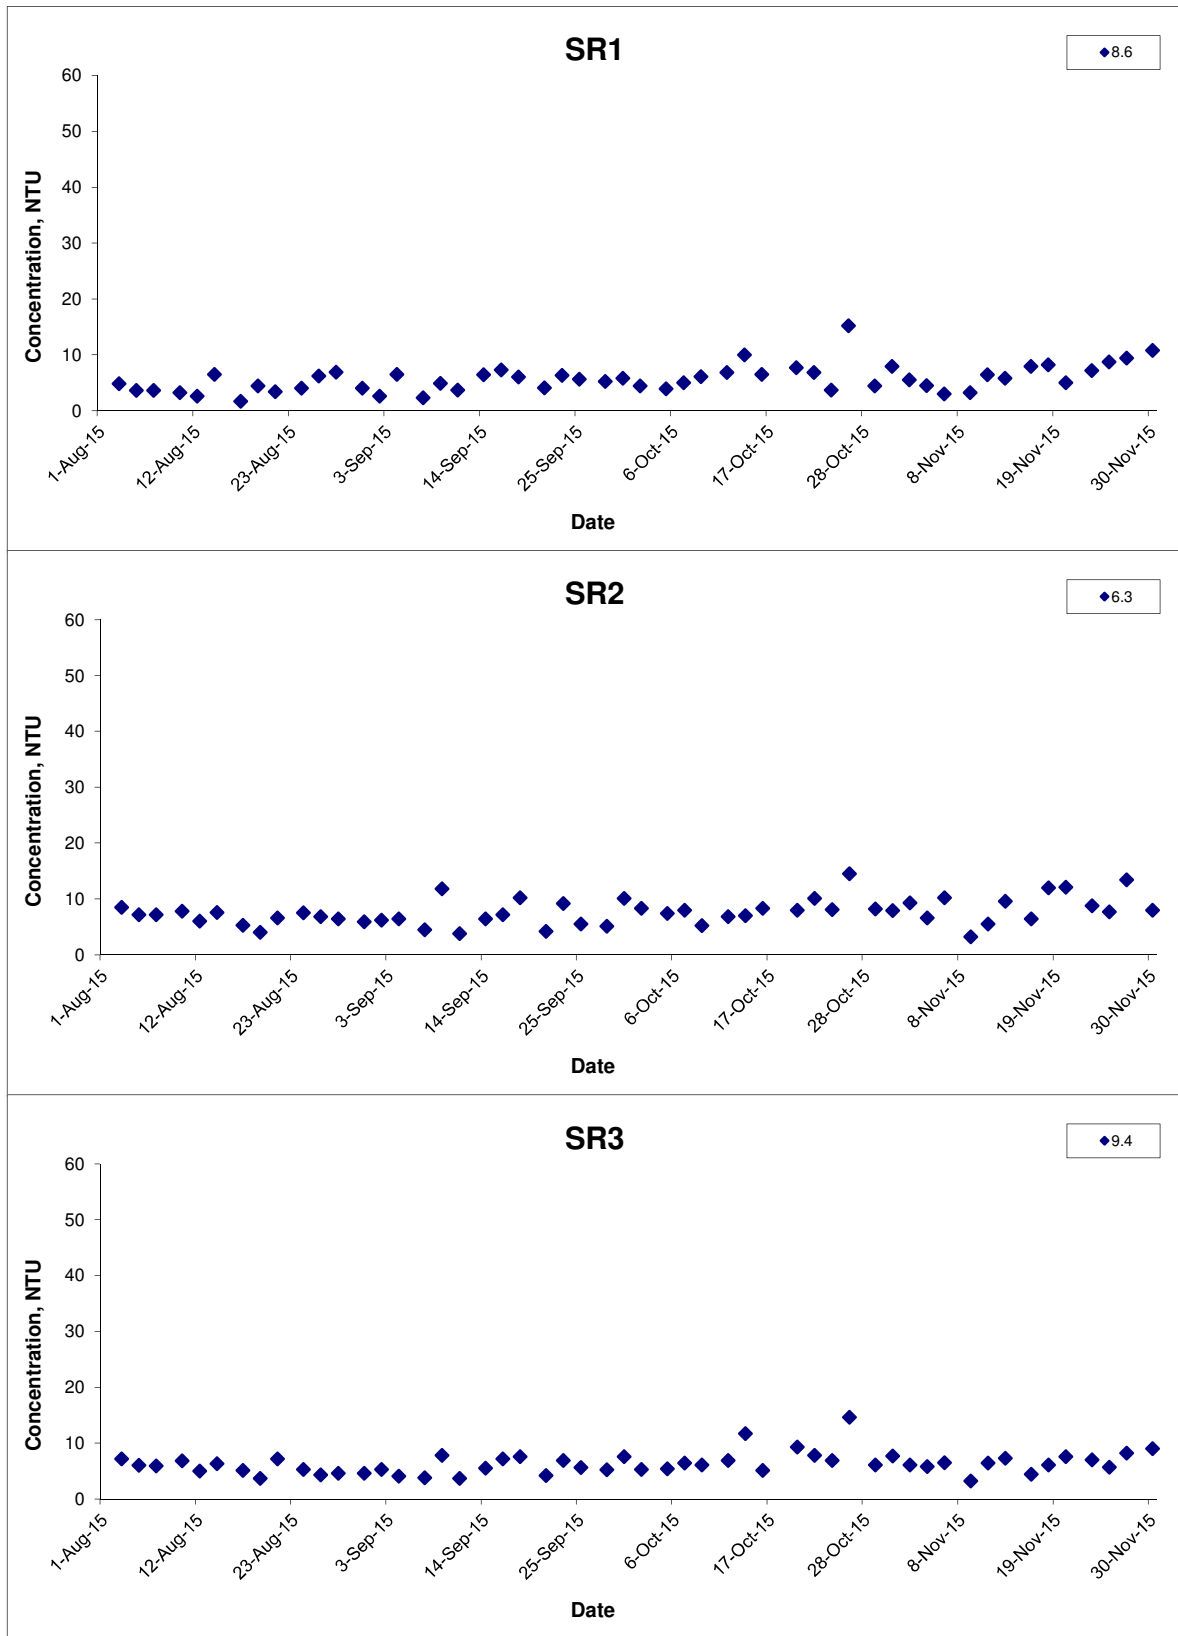 SR1
8.6
Concentration, NTU
60
50
40
30
20
10
0
1-Aug-15
12-Aug-15
23-Aug-15
3-Sep-15
14-Sep-15
25-Sep-15
6-Oct-15
17-Oct-15
28-Oct-15
8-Nov-15
19-Nov-15
30-Nov-15
Date
SR2
6.3
Concentration, NTU
60
50
40
30
20
10
0
1-Aug-15
12-Aug-15
23-Aug-15
3-Sep-15
14-Sep-15
25-Sep-15
6-Oct-15
17-Oct-15
28-Oct-15
8-Nov-15
19-Nov-15
30-Nov-15
Date
SR3
9.4
Concentration, NTU
60
50
40
30
20
10
0
1-Aug-15
12-Aug-15
23-Aug-15
3-Sep-15
14-Sep-15
25-Sep-15
6-Oct-15
17-Oct-15
28-Oct-15
8-Nov-15
19-Nov-15
30-Nov-15
Date